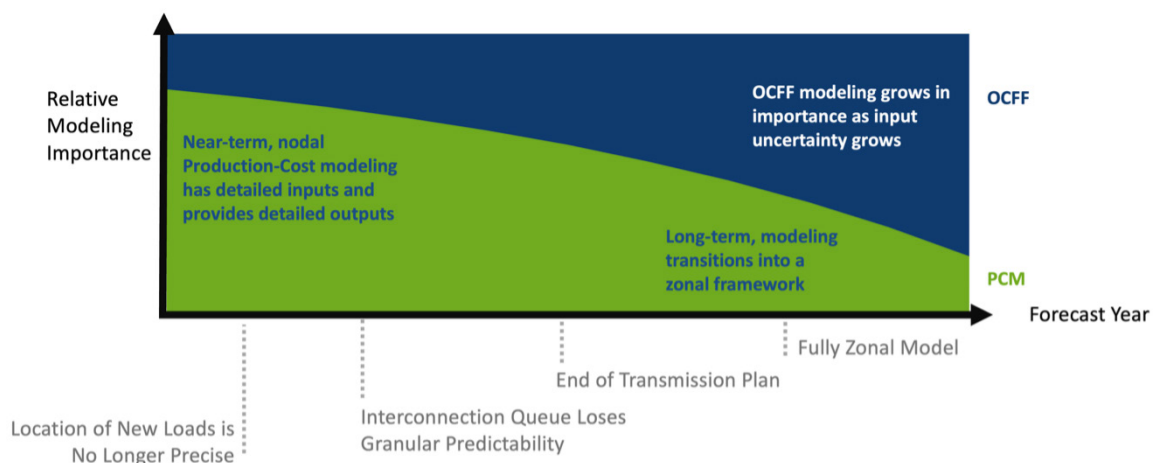 Relative
Modeling
Importance
Near-term, nodal
Production-Cost modeling
has detailed inputs and
provides detailed outputs
OCFF modeling grows in
importance as input
uncertainty grows
OCFF
Long-term, modeling
transitions into a
zonal framework
PCM
Forecast Year
Fully Zonal Model
End of Transmission Plan
Interconnection Queue Loses
Granular Predictability
Location of New Loads is
No Longer Precise